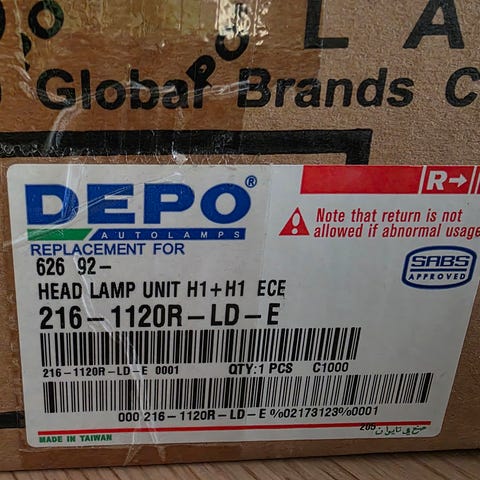 L A
Global Brands C
DEPO®
AUTOLAMPS
REPLACEMENT FOR
626 92-
HEAD LAMP UNIT H1+H1 ECE
216-1120R-LD-E
216-1120R-LD-E 0001 QTY:1 PCS C1000
000 216-1120R-LD-E %02173123%0001
MADE IN TAIWAN
R→
Note that return is not
allowed if abnormal usage
SABS
APPROVED